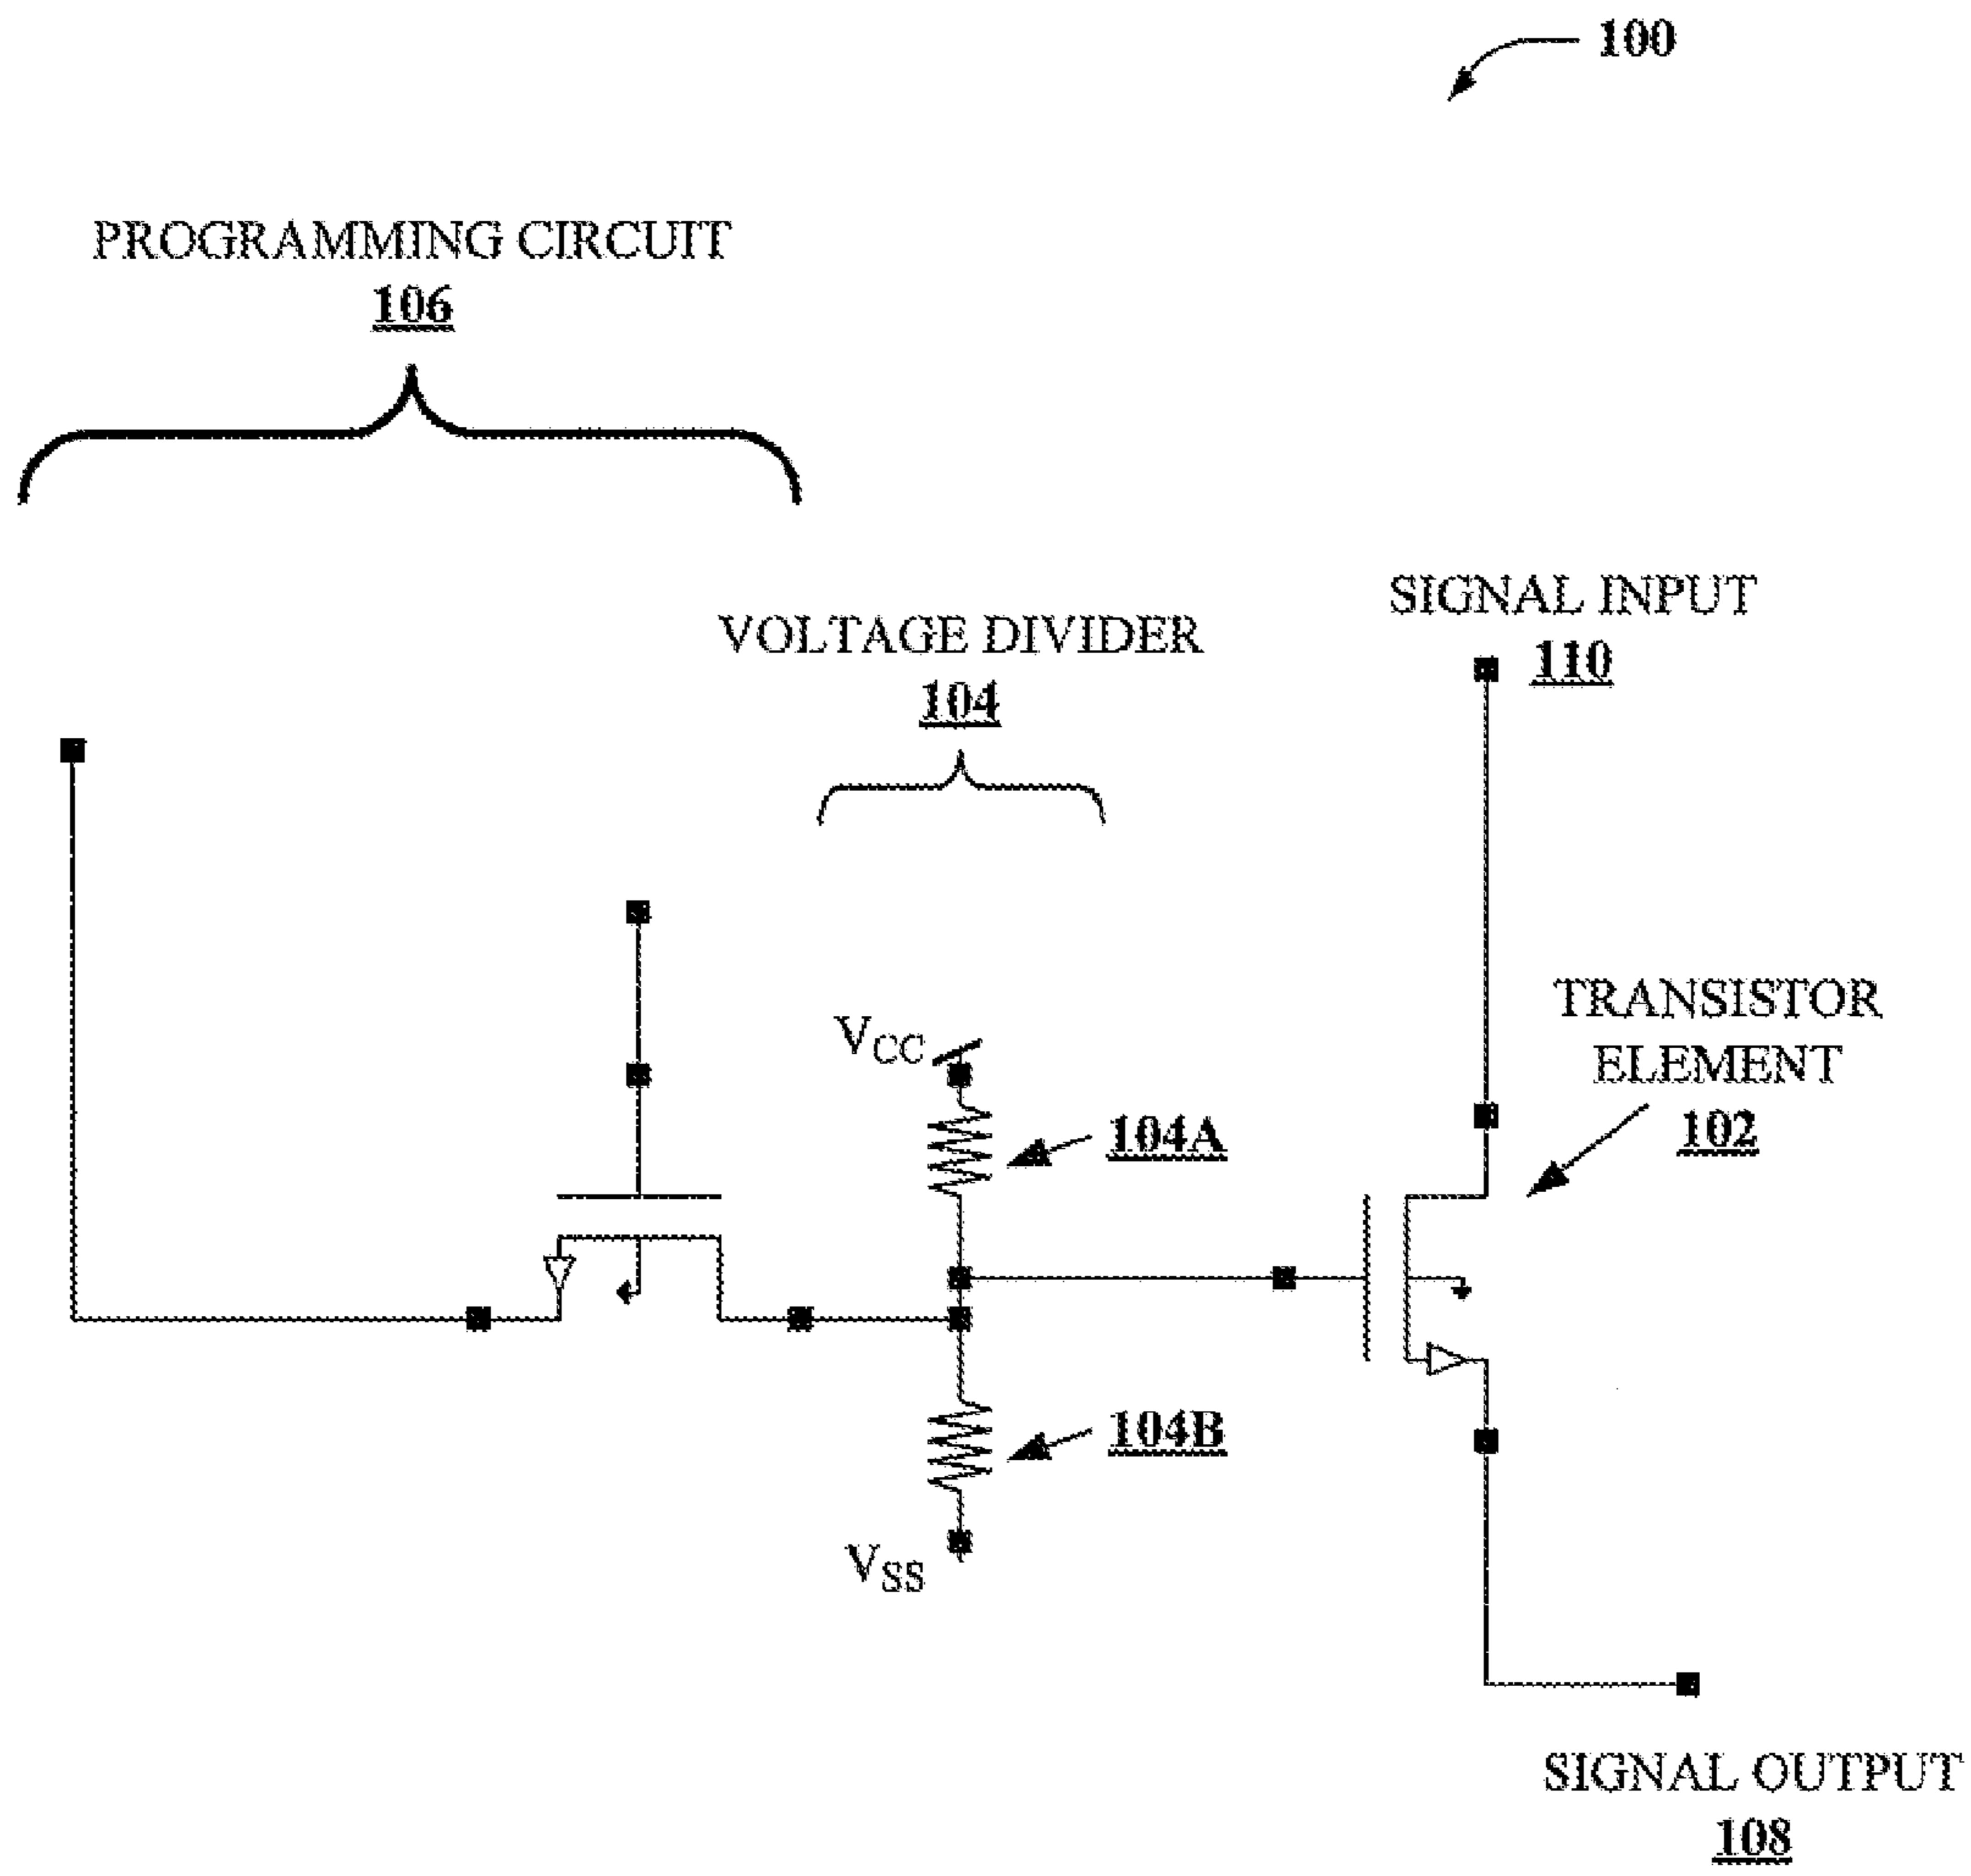 100
PROGRAMMING CIRCUIT
106
SIGNAL INPUT
110
VOLTAGE DIVIDER
104
TRANSISTOR
ELEMENT
102
VCC
104A
104B
VSS
SIGNAL OUTPUT
108